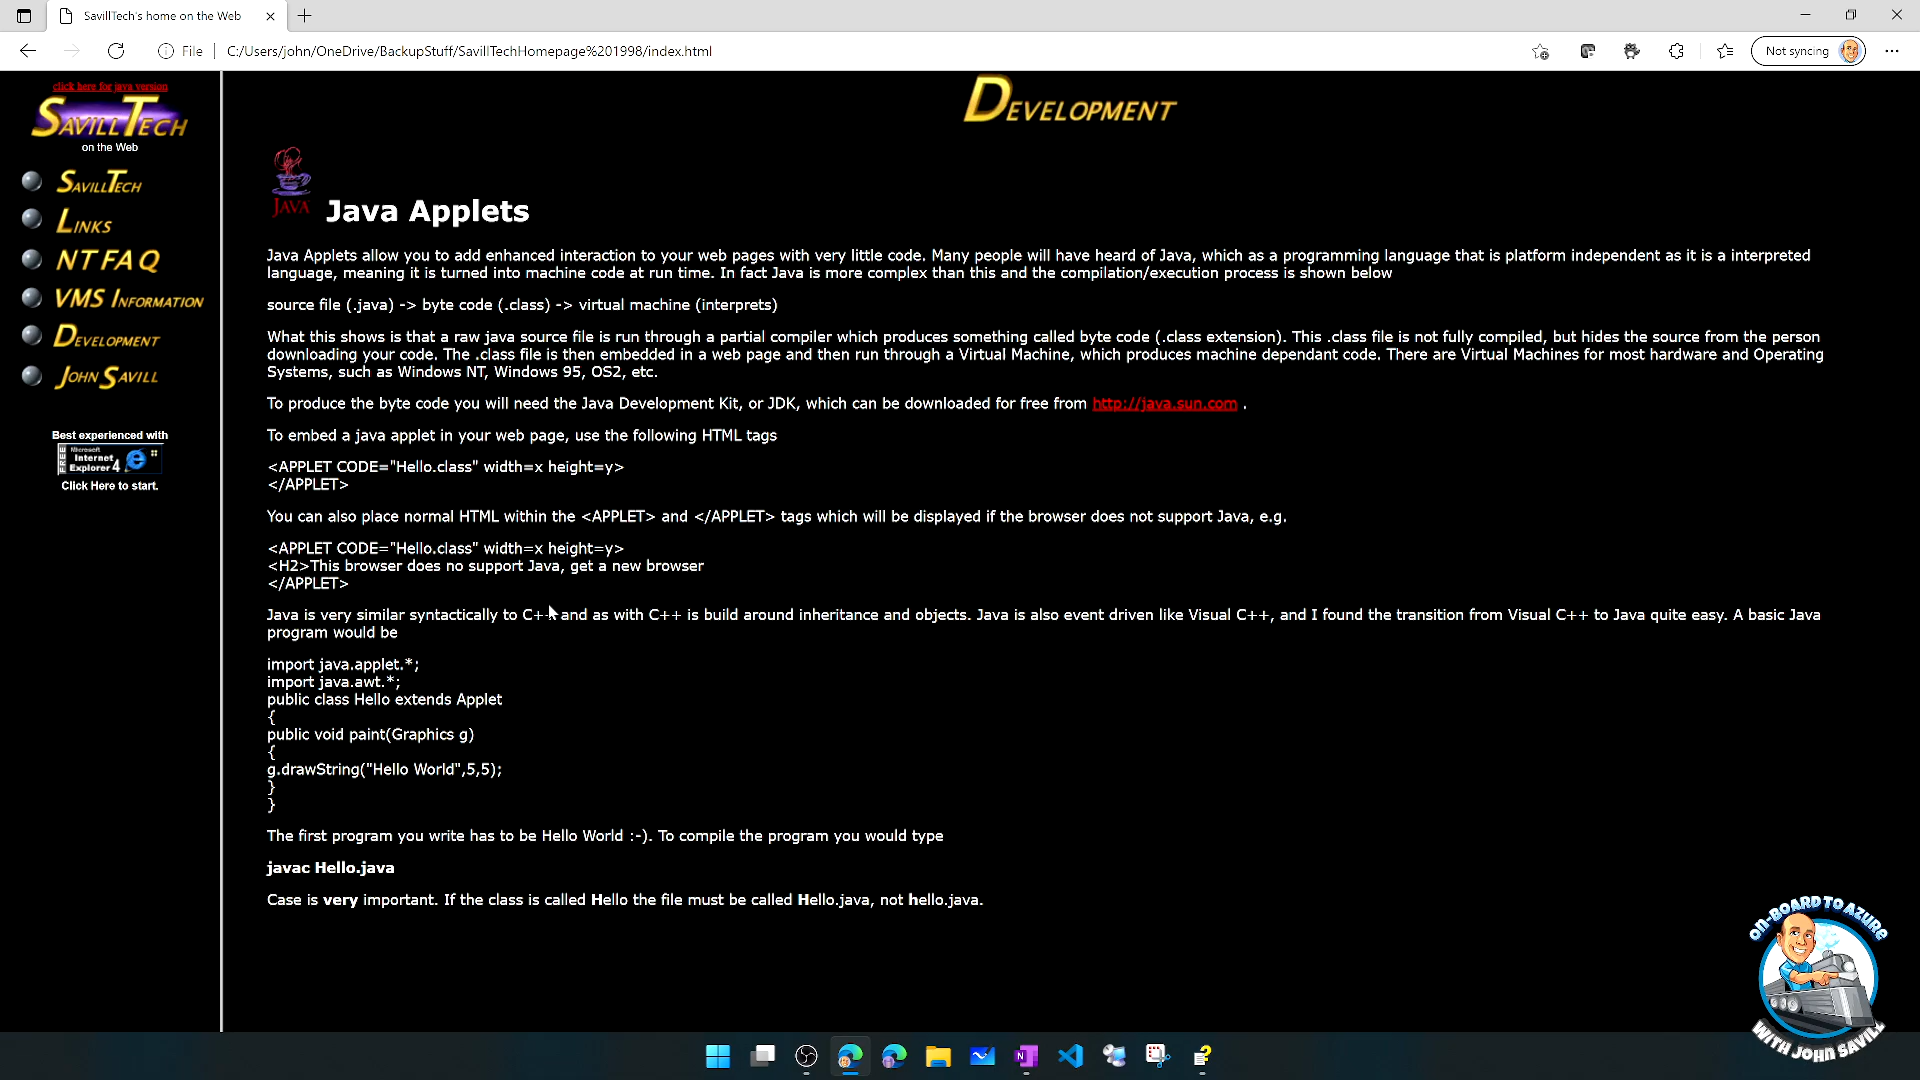 SavillTech's home on the Web
File
C:/Users/john/OneDrive/BackupStuff/SavillTechHomepage%201998/index.html
Not syncing
click here for java version
SAVILLTECH
on the Web
SAVILLTECH
LINKS
NT FAQ
VMS INFORMATION
DEVELOPMENT
JOHN SAVILL
Best experienced with
FREE Microsoft Internet Explorer 4
Click Here to start.
DEVELOPMENT
JAVA
Java Applets
Java Applets allow you to add enhanced interaction to your web pages with very little code. Many people will have heard of Java, which as a programming language that is platform independent as it is a interpreted
language, meaning it is turned into machine code at run time. In fact Java is more complex than this and the compilation/execution process is shown below
source file (.java) -> byte code (.class) -> virtual machine (interprets)
What this shows is that a raw java source file is run through a partial compiler which produces something called byte code (.class extension). This .class file is not fully compiled, but hides the source from the person
downloading your code. The .class file is then embedded in a web page and then run through a Virtual Machine, which produces machine dependant code. There are Virtual Machines for most hardware and Operating
Systems, such as Windows NT, Windows 95, OS2, etc.
To produce the byte code you will need the Java Development Kit, or JDK, which can be downloaded for free from http://java.sun.com .
To embed a java applet in your web page, use the following HTML tags
<APPLET CODE="Hello.class" width=x height=y>
</APPLET>
You can also place normal HTML within the <APPLET> and </APPLET> tags which will be displayed if the browser does not support Java, e.g.
<APPLET CODE="Hello.class" width=x height=y>
<H2>This browser does no support Java, get a new browser
</APPLET>
Java is very similar syntactically to C++ and as with C++ is build around inheritance and objects. Java is also event driven like Visual C++, and I found the transition from Visual C++ to Java quite easy. A basic Java
program would be
import java.applet.*;
import java.awt.*;
public class Hello extends Applet
{
public void paint(Graphics g)
{
g.drawString("Hello World",5,5);
}
}
The first program you write has to be Hello World :-). To compile the program you would type
javac Hello.java
Case is very important. If the class is called Hello the file must be called Hello.java, not hello.java.
ON-BOARD TO AZURE
WITH JOHN SAVILL